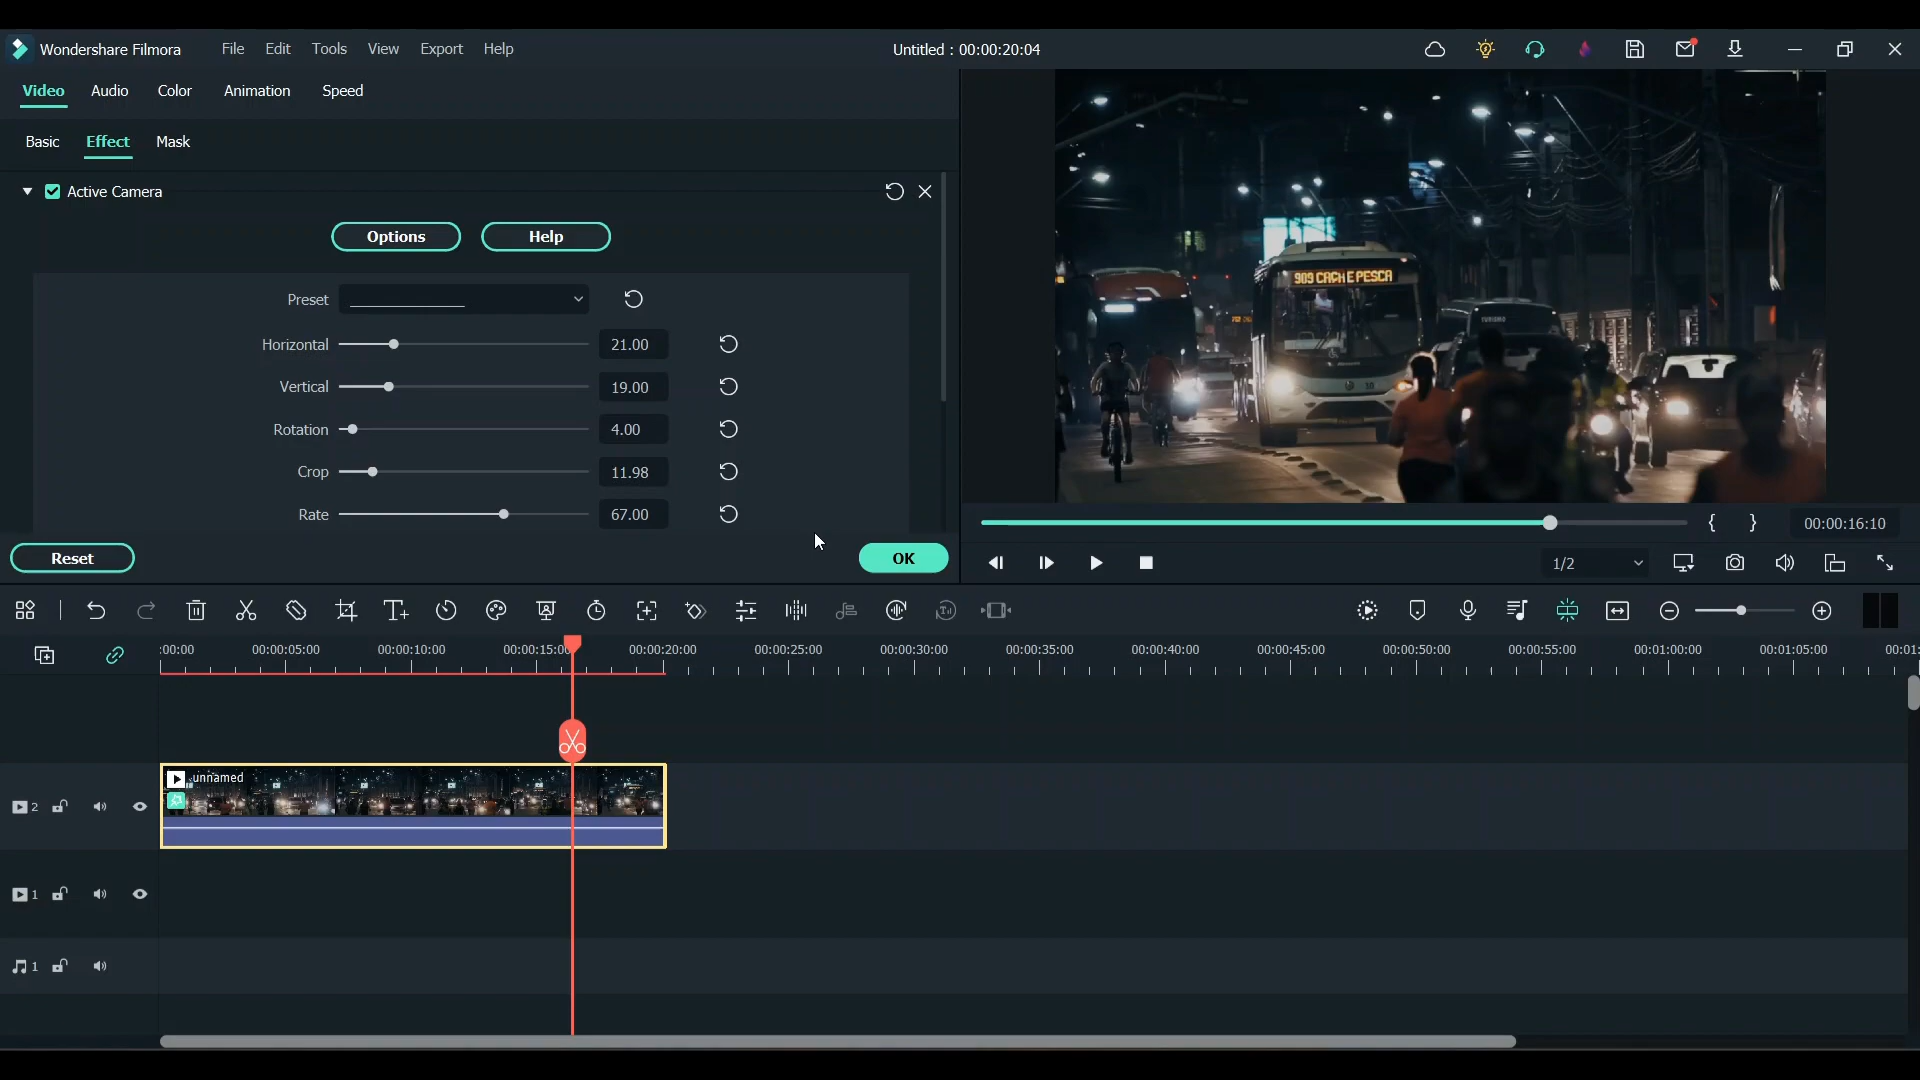 Wondershare Filmora File Edit Tools View Export Help Untitled : 00:00:20:04
Video Audio Color Animation Speed
Basic Effect Mask
Active Camera
Options Help
Preset
Horizontal 21.00
Vertical 19.00
Rotation 4.00
Crop 11.98
Rate 67.00
Reset OK
909 CACH E PESCA
TURISMO
{ } 00:00:16:10
1/2
:00:00 00:00:05:00 00:00:10:00 00:00:15:00 00:00:20:00 00:00:25:00 00:00:30:00 00:00:35:00 00:00:40:00 00:00:45:00 00:00:50:00 00:00:55:00 00:01:00:00 00:01:05:00 00:01:
unnamed
2
1
1